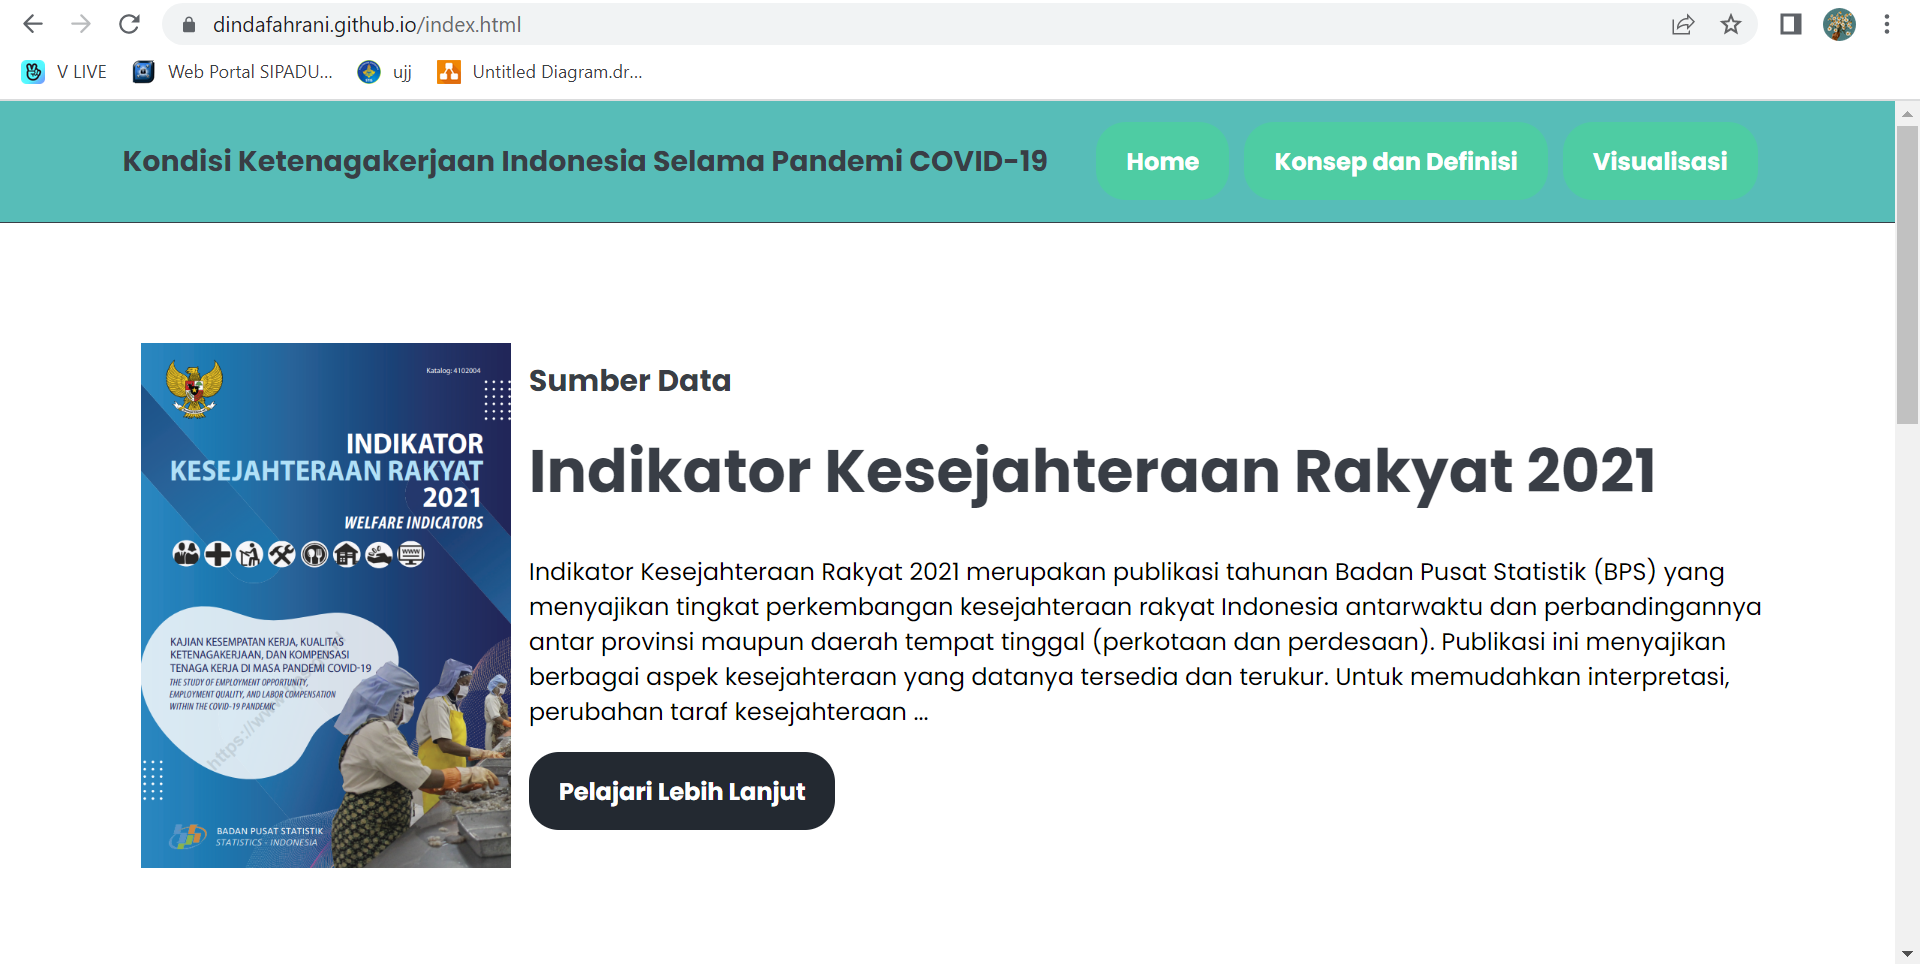 dindafahrani.github.io/index.html
V LIVE
Web Portal SIPADU...
ujj
Untitled Diagram.dr...
Kondisi Ketenagakerjaan Indonesia Selama Pandemi COVID-19
Home
Konsep dan Definisi
Visualisasi
Katalog: 4102004
INDIKATOR
KESEJAHTERAAN RAKYAT
2021
WELFARE INDICATORS
WWW
KAJIAN KESEMPATAN KERJA, KUALITAS
KETENAGAKERJAAN, DAN KOMPENSASI
TENAGA KERJA DI MASA PANDEMI COVID-19
THE STUDY OF EMPLOYMENT OPPORTUNITY,
EMPLOYMENT QUALITY, AND LABOR COMPENSATION
WITHIN THE COVID-19 PANDEMIC
BADAN PUSAT STATISTIK
STATISTICS - INDONESIA
Sumber Data
Indikator Kesejahteraan Rakyat 2021
Indikator Kesejahteraan Rakyat 2021 merupakan publikasi tahunan Badan Pusat Statistik (BPS) yang
menyajikan tingkat perkembangan kesejahteraan rakyat Indonesia antarwaktu dan perbandingannya
antar provinsi maupun daerah tempat tinggal (perkotaan dan perdesaan). Publikasi ini menyajikan
berbagai aspek kesejahteraan yang datanya tersedia dan terukur. Untuk memudahkan interpretasi,
perubahan taraf kesejahteraan ...
Pelajari Lebih Lanjut